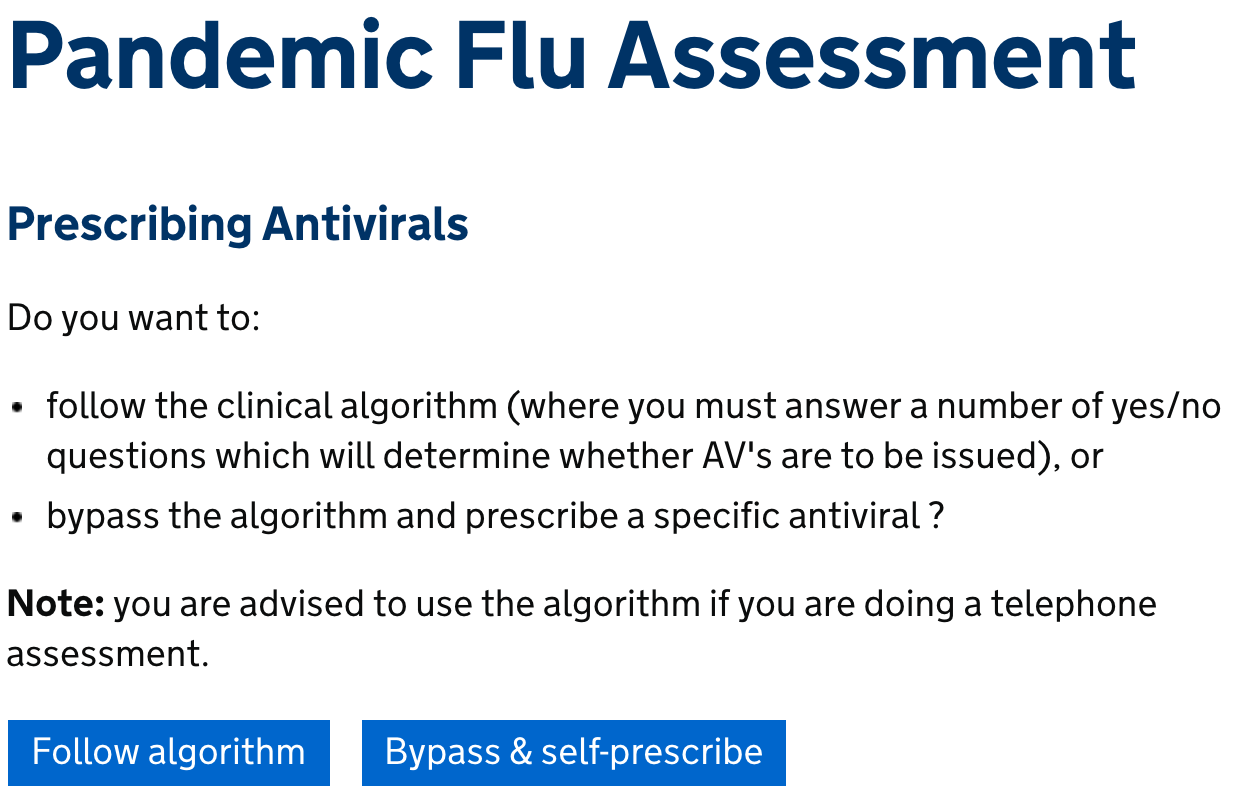 Pandemic Flu Assessment
Prescribing Antivirals
Do you want to:
• follow the clinical algorithm (where you must answer a number of yes/no
questions which will determine whether AV's are to be issued), or
• bypass the algorithm and prescribe a specific antiviral ?
Note: you are advised to use the algorithm if you are doing a telephone
assessment.
Follow algorithm
Bypass & self-prescribe